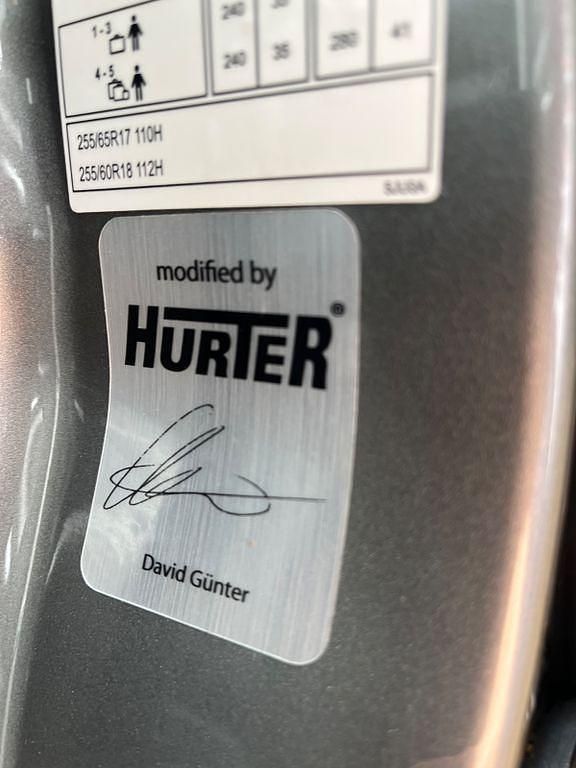 1 - 3 240 35
4 - 5 240 35 280 41
255/65R17 110H
255/60R18 112H
modified by
HURTER®
David Günter